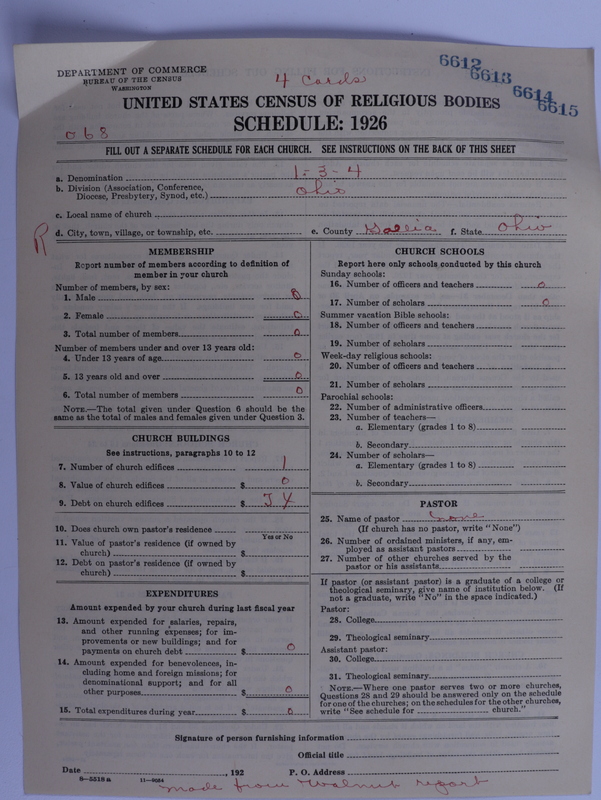 6612
6613
6614
6615
DEPARTMENT OF COMMERCE
BUREAU OF THE CENSUS
WASHINGTON
4 Cards
UNITED STATES CENSUS OF RELIGIOUS BODIES
SCHEDULE: 1926
068
FILL OUT A SEPARATE SCHEDULE FOR EACH CHURCH. SEE INSTRUCTIONS ON THE BACK OF THIS SHEET
a. Denomination 1-3-4
b. Division (Association, Conference,
Diocese, Presbytery, Synod, etc.) Ohio
c. Local name of church
R
d. City, town, village, or township, etc. e. County Gallia f. State Ohio
MEMBERSHIP
Report number of members according to definition of
member in your church
Number of members, by sex:
1. Male 0
2. Female 0
3. Total number of members 0
Number of members under and over 13 years old:
4. Under 13 years of age 0
5. 13 years old and over 0
6. Total number of members 0
NOTE.—The total given under Question 6 should be the
same as the total of males and females given under Question 3.
CHURCH BUILDINGS
See instructions, paragraphs 10 to 12
7. Number of church edifices 1
8. Value of church edifices $ 0
9. Debt on church edifices $
10. Does church own pastor's residence
Yes or No
11. Value of pastor's residence (if owned by
church) $
12. Debt on pastor's residence (if owned by
church) $
EXPENDITURES
Amount expended by your church during last fiscal year
13. Amount expended for salaries, repairs,
and other running expenses; for im-
provements or new buildings; and for
payments on church debt $ 0
14. Amount expended for benevolences, in-
cluding home and foreign missions; for
denominational support; and for all
other purposes $ 0
15. Total expenditures during year $ 0
CHURCH SCHOOLS
Report here only schools conducted by this church
Sunday schools:
16. Number of officers and teachers 0
17. Number of scholars 0
Summer vacation Bible schools:
18. Number of officers and teachers
19. Number of scholars
Week-day religious schools:
20. Number of officers and teachers
21. Number of scholars
Parochial schools:
22. Number of administrative officers
23. Number of teachers—
a. Elementary (grades 1 to 8)
b. Secondary
24. Number of scholars—
a. Elementary (grades 1 to 8)
b. Secondary
PASTOR
25. Name of pastor none
(If church has no pastor, write "None")
26. Number of ordained ministers, if any, em-
ployed as assistant pastors
27. Number of other churches served by the
pastor or his assistants
If pastor (or assistant pastor) is a graduate of a college or
theological seminary, give name of institution below. (If
not a graduate, write "No" in the space indicated.)
Pastor:
28. College
29. Theological seminary
Assistant pastor:
30. College
31. Theological seminary
NOTE.—Where one pastor serves two or more churches,
Questions 28 and 29 should be answered only on the schedule
for one of the churches; on the schedules for the other churches,
write "See schedule for church."
Signature of person furnishing information
Official title
Date , 192 P. O. Address
8-5518 a 11-9684
made from Walnut report